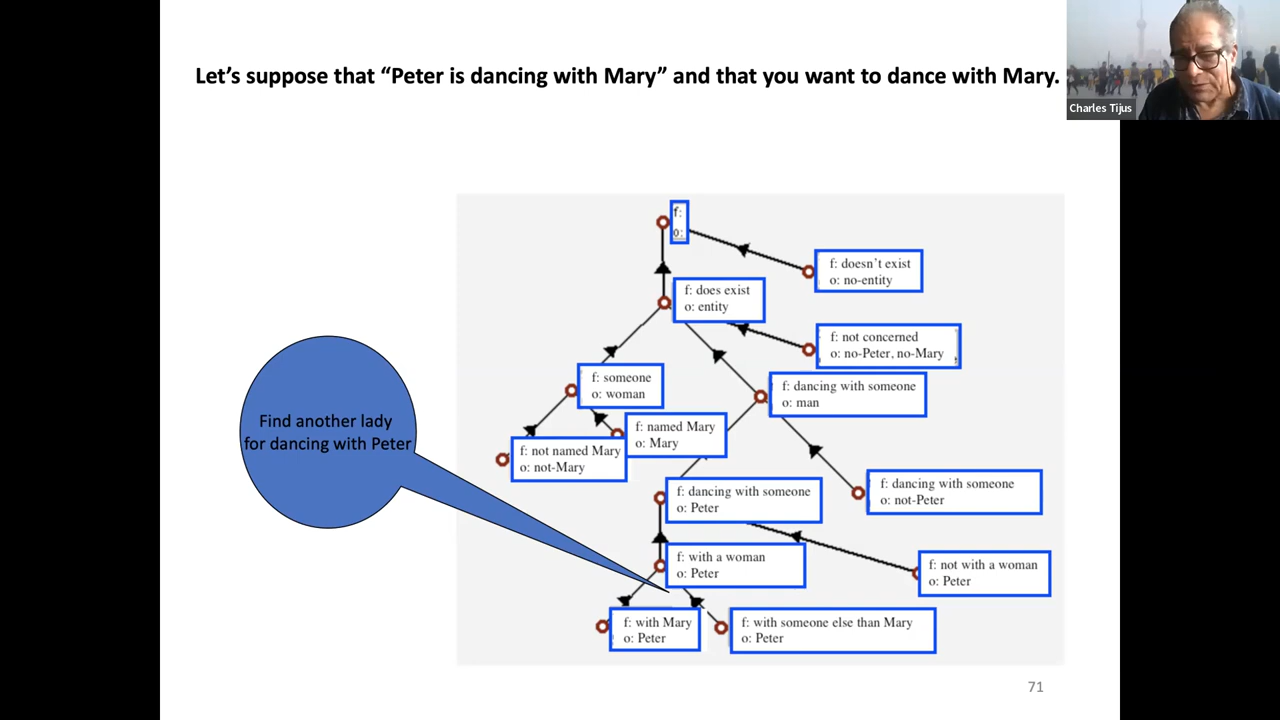 Let's suppose that “Peter is dancing with Mary” and that you want to dance with Mary.
Charles Tijus
f:
o:
f: doesn't exist
o: no-entity
f: does exist
o: entity
f: not concerned
o: no-Peter, no-Mary
f: someone
o: woman
f: dancing with someone
o: man
f: named Mary
o: Mary
f: not named Mary
o: not-Mary
Find another lady
for dancing with Peter
f: dancing with someone
o: Peter
f: dancing with someone
o: not-Peter
f: with a woman
o: Peter
f: not with a woman
o: Peter
f: with Mary
o: Peter
f: with someone else than Mary
o: Peter
71